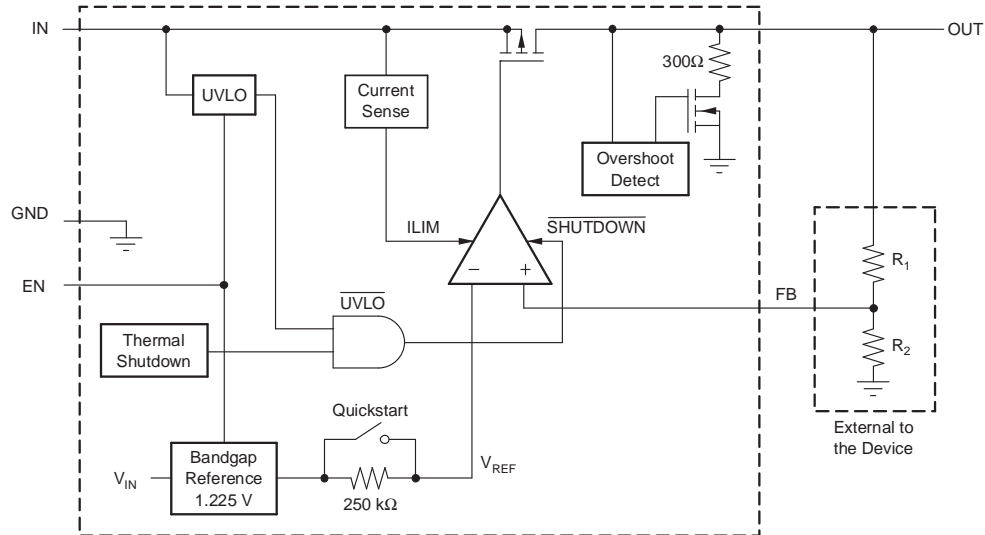 IN
OUT
300Ω
UVLO
Current
Sense
Overshoot
Detect
GND
ILIM
SHUTDOWN
−
+
R1
EN
UVLO
FB
Thermal
Shutdown
R2
Quickstart
External to
the Device
VIN
Bandgap
Reference
1.225 V
VREF
250 kΩ